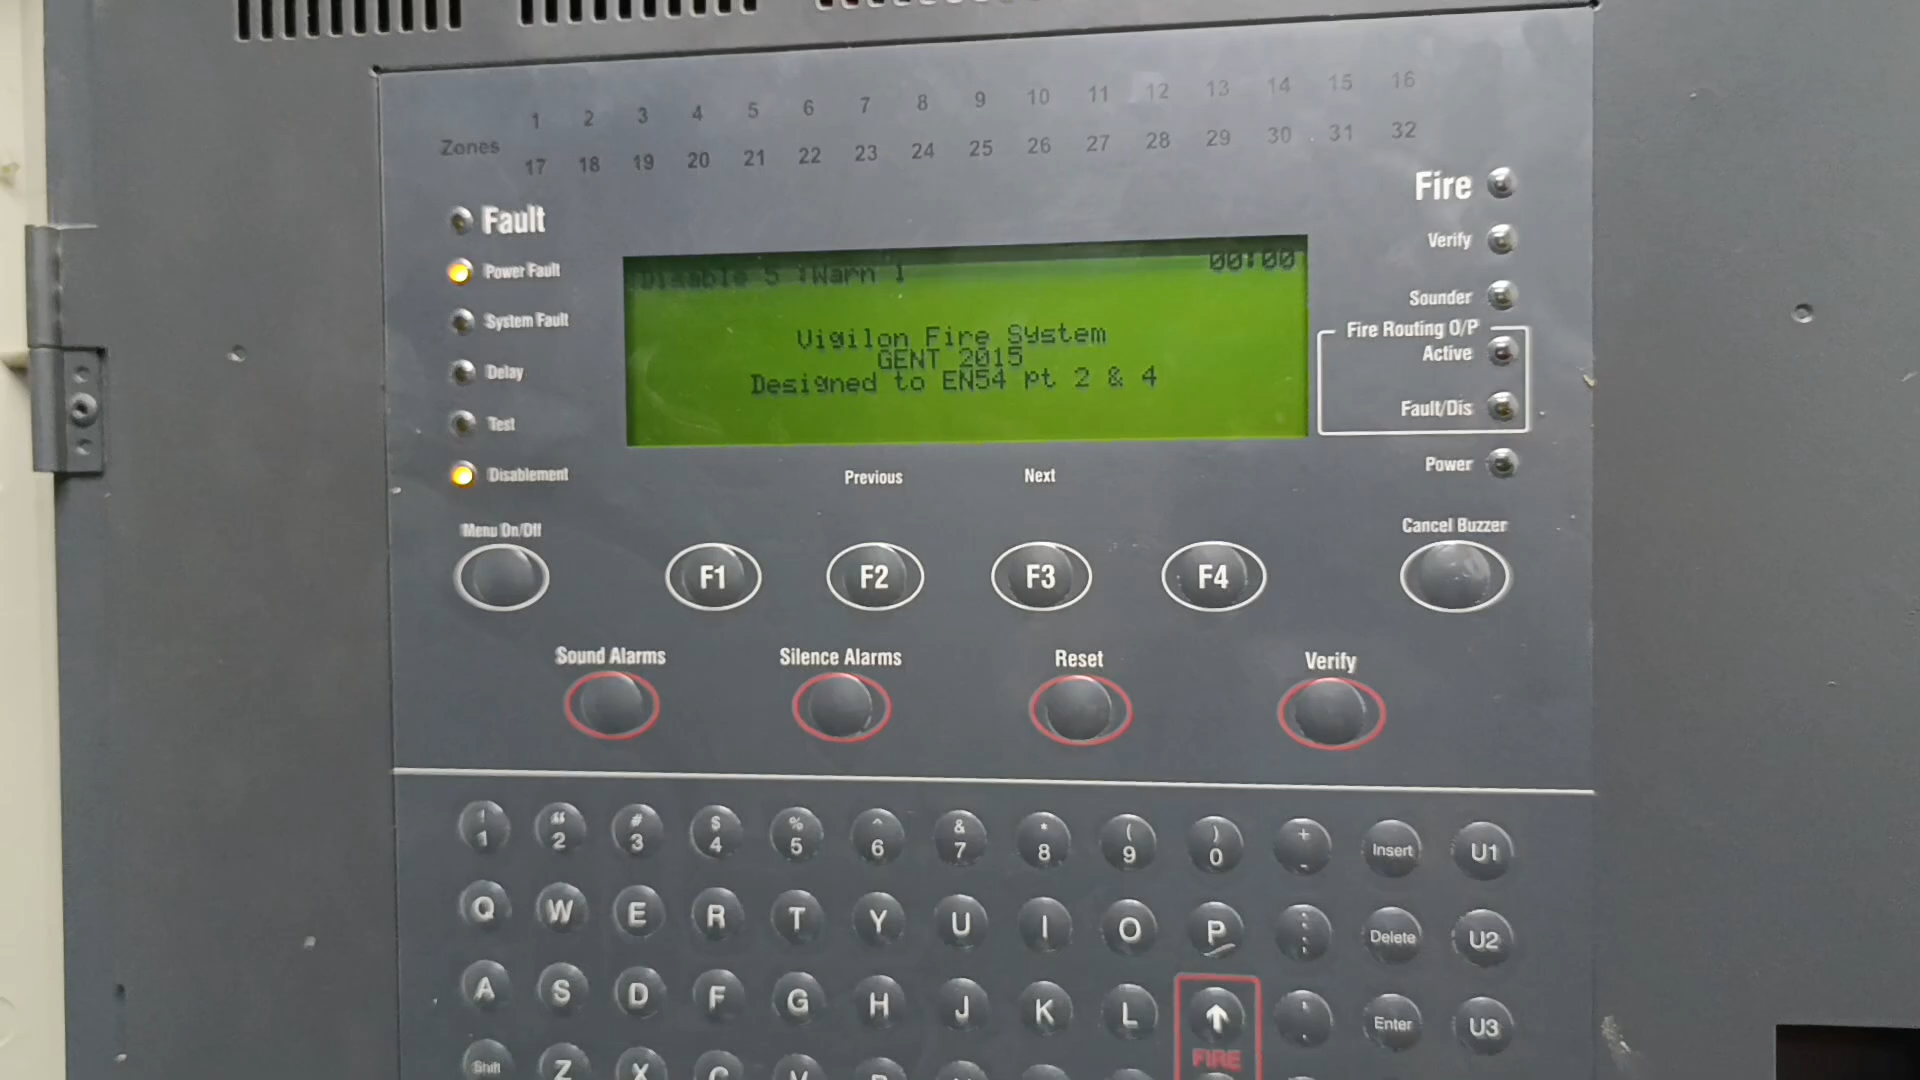 1 2 3 4 5 6 7 8 9 10 11 12 13 14 15 16
Zones
17 18 19 20 21 22 23 24 25 26 27 28 29 30 31 32
Fault
Power Fault
System Fault
Delay
Test
Disablement
Disable 5 :Warn 1 00:00
Vigilon Fire System
GENT 2015
Designed to EN54 pt 2 & 4
Fire
Verify
Sounder
Fire Routing O/P
Active
Fault/Dis
Power
Previous Next
Menu On/Off
Cancel Buzzer
F1 F2 F3 F4
Sound Alarms Silence Alarms Reset Verify
! " # $ % ^ & * ( ) +
1 2 3 4 5 6 7 8 9 0 - Insert U1
Q W E R T Y U I O P : ; Delete U2
A S D F G H J K L ↑ ' , Enter U3
FIRE
Shift Z X C V B